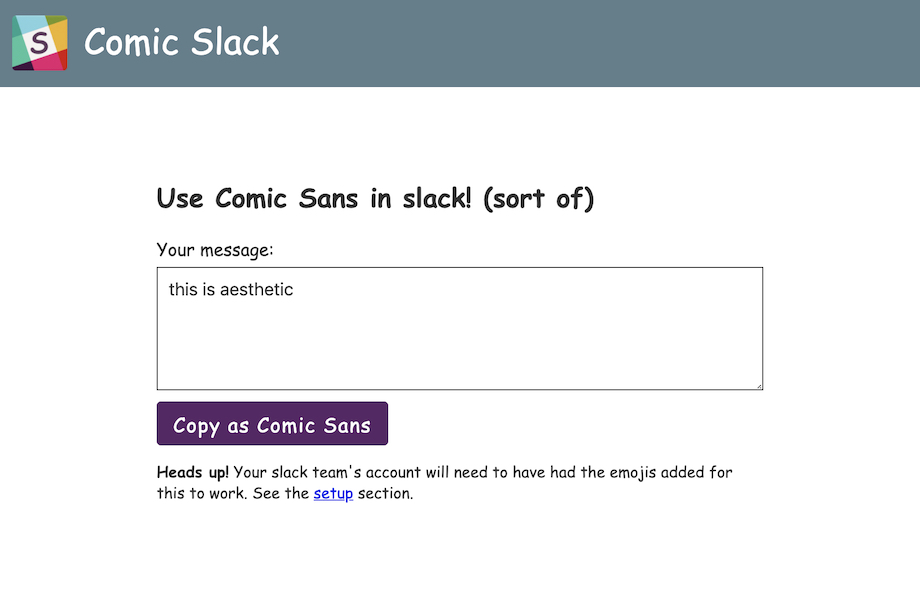 S Comic Slack
Use Comic Sans in slack! (sort of)
Your message:
this is aesthetic
Copy as Comic Sans
Heads up! Your slack team's account will need to have had the emojis added for
this to work. See the setup section.